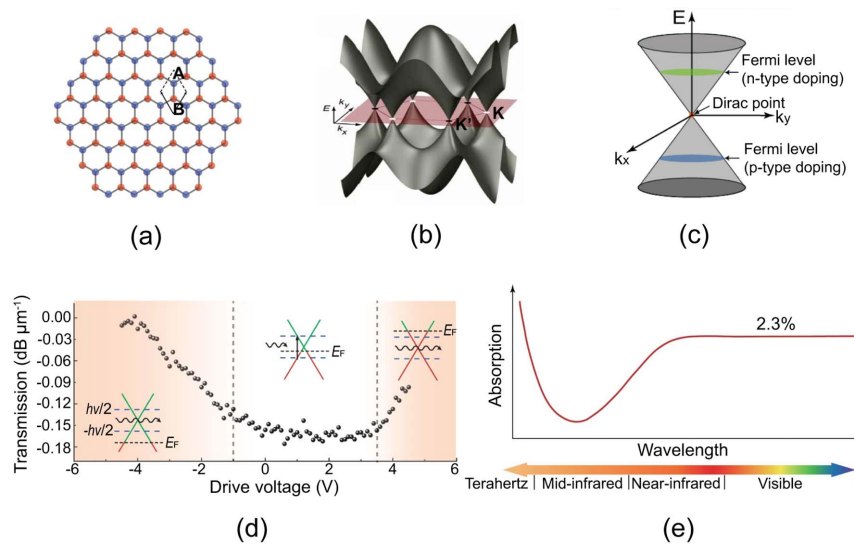 A
B
(a)
E
ky
kx
K'
K
(b)
E
Fermi level
(n-type doping)
Dirac point
ky
kx
Fermi level
(p-type doping)
(c)
Transmission (dB μm⁻¹)
0.00
-0.03
-0.06
-0.09
-0.12
-0.15
-0.18
hν/2
-hν/2
EF
EF
EF
-6
-4
-2
0
2
4
6
Drive voltage (V)
(d)
Absorption
2.3%
Wavelength
Terahertz | Mid-infrared | Near-infrared | Visible
(e)